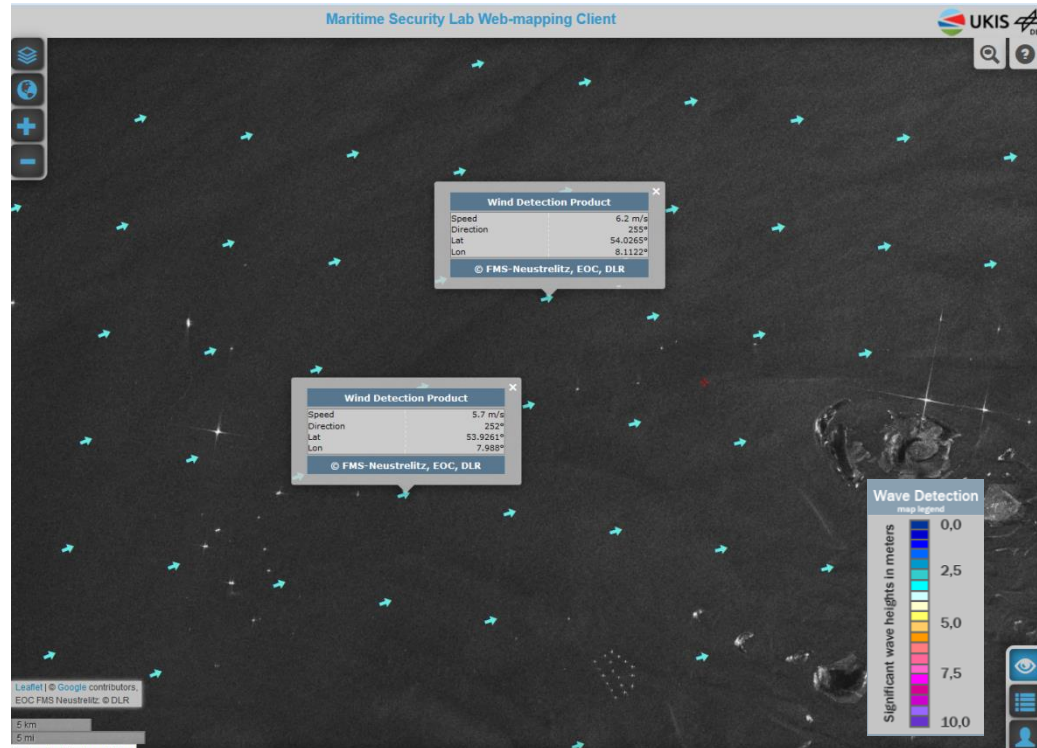 Maritime Security Lab Web-mapping Client
UKIS
DLR
?
+
−
×
Wind Detection Product
Speed 6.2 m/s
Direction 255°
Lat 54.0265°
Lon 8.1122°
© FMS-Neustrelitz, EOC, DLR
×
Wind Detection Product
Speed 5.7 m/s
Direction 252°
Lat 53.9261°
Lon 7.988°
© FMS-Neustrelitz, EOC, DLR
Wave Detection
map legend
Significant wave heights in meters
0,0
2,5
5,0
7,5
10,0
Leaflet | © Google contributors,
EOC FMS Neustrelitz; © DLR
5 km
5 mi